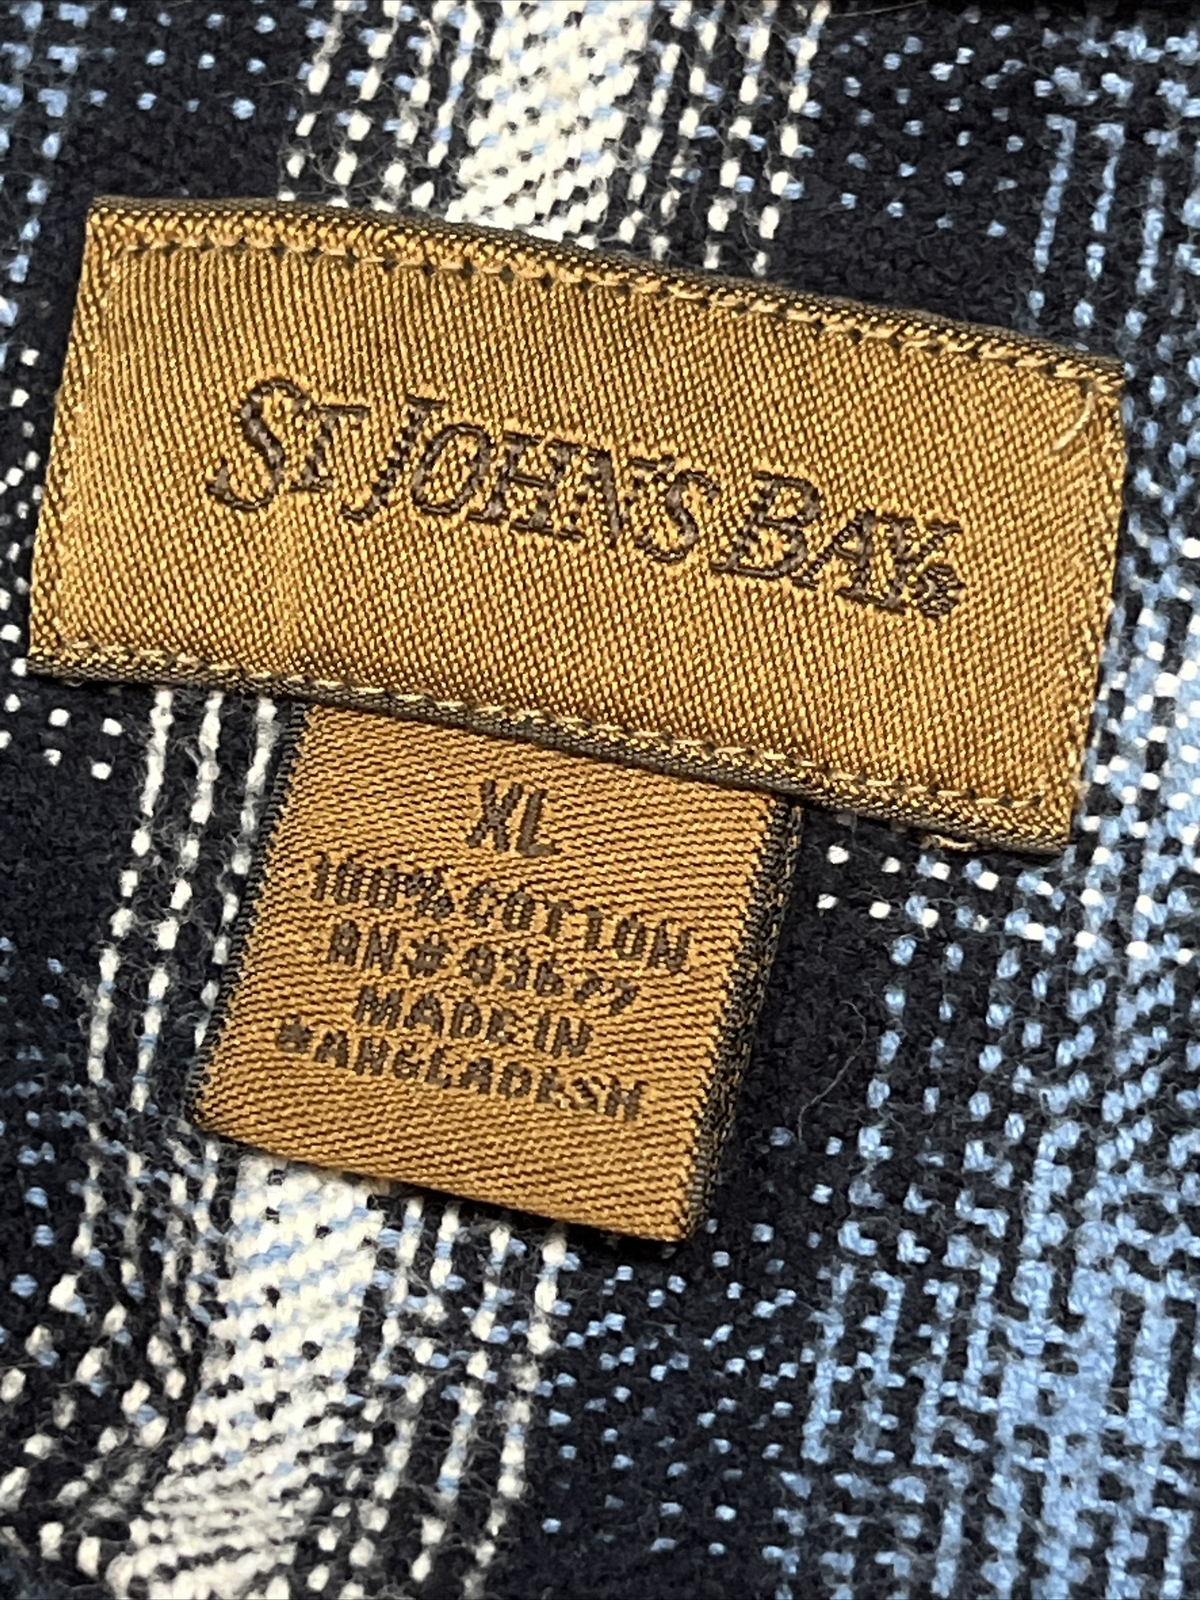 ST. JOHN'S BAY®
XL
100% COTTON
RN# 93677
MADE IN
BANGLADESH